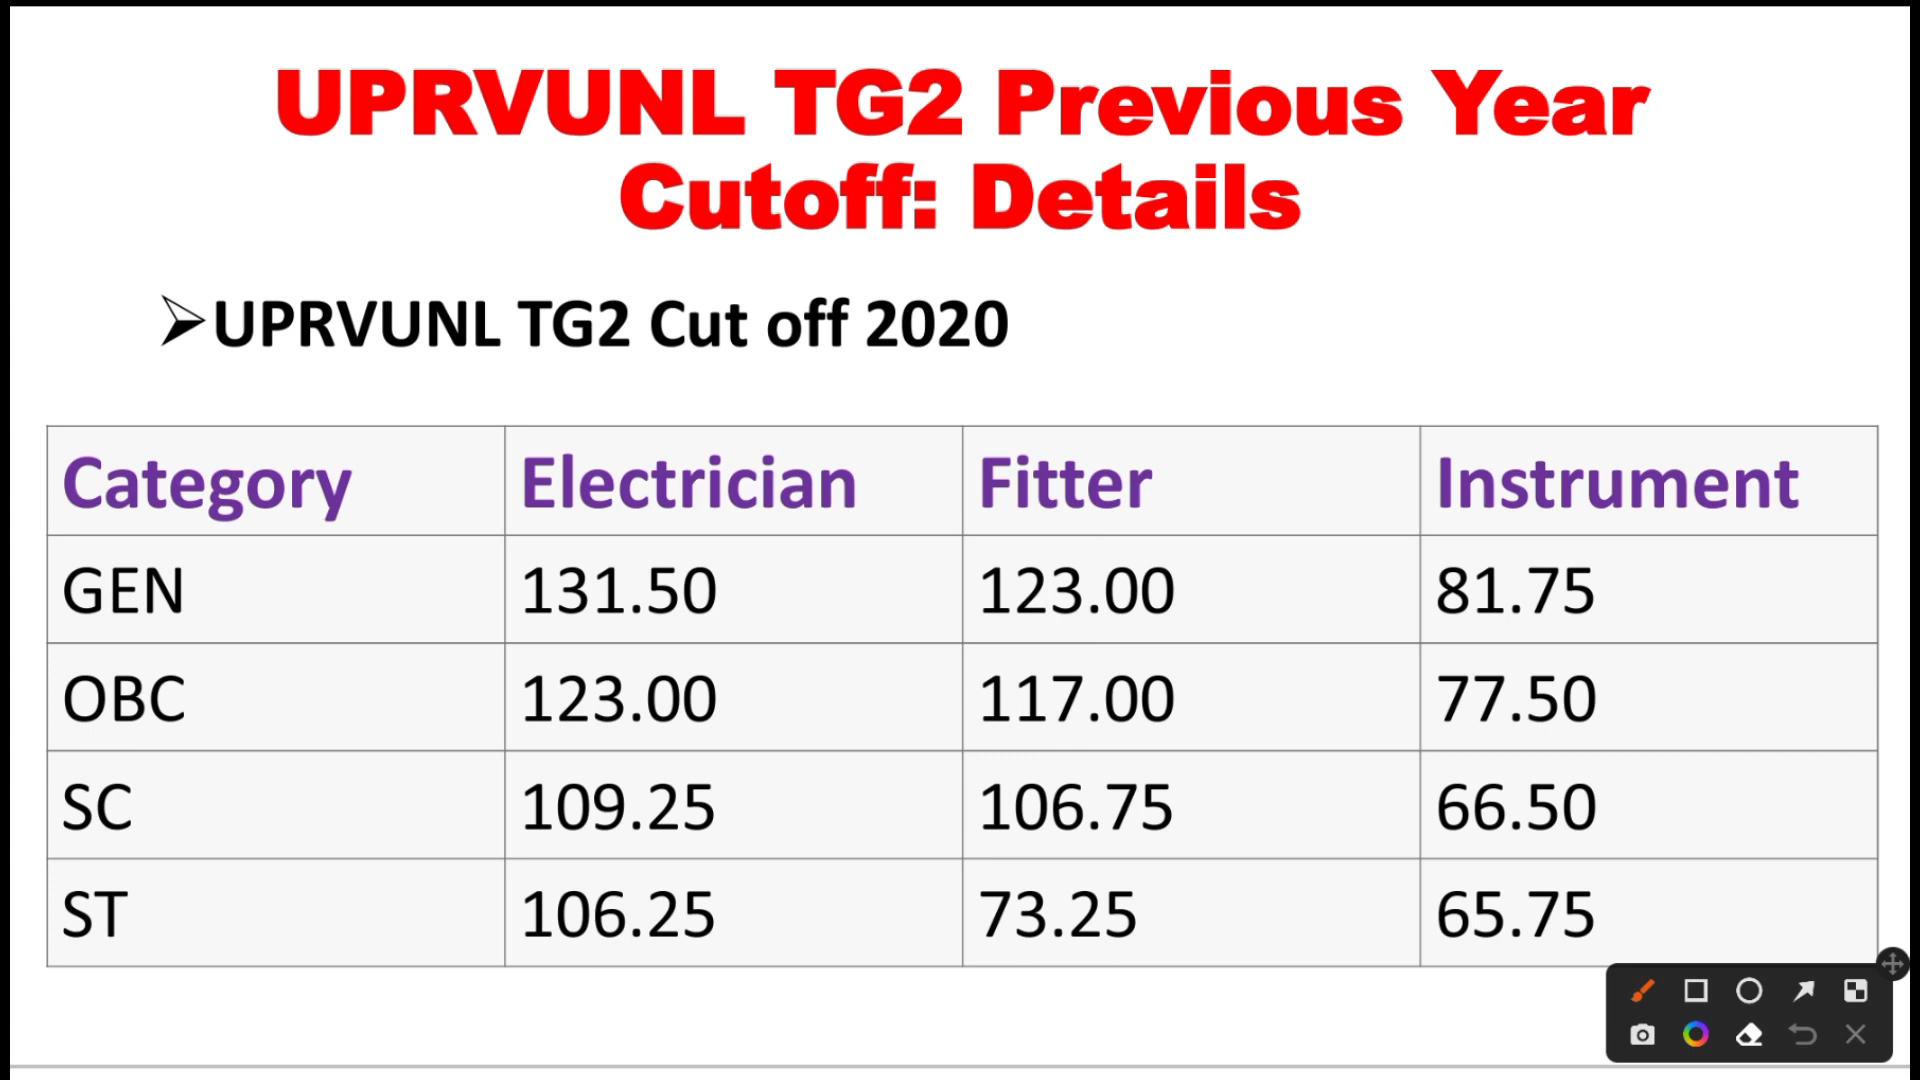 UPRVUNL TG2 Previous Year
Cutoff: Details
➢UPRVUNL TG2 Cut off 2020
Category Electrician Fitter Instrument
GEN 131.50 123.00 81.75
OBC 123.00 117.00 77.50
SC 109.25 106.75 66.50
ST 106.25 73.25 65.75